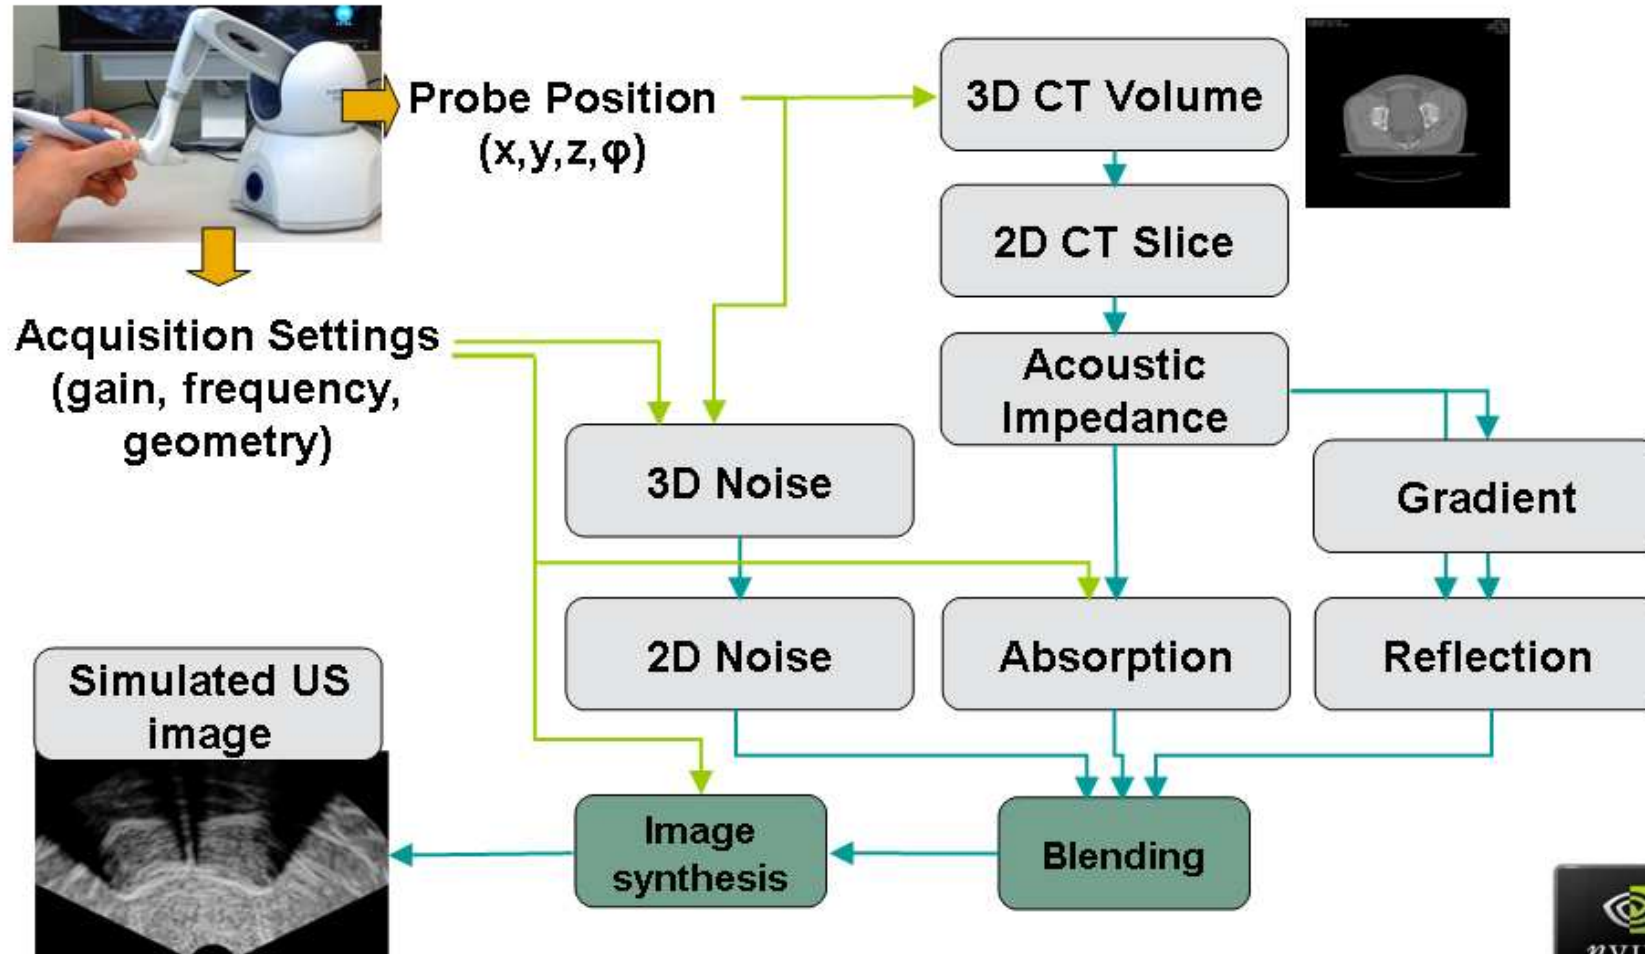 Probe Position
(x,y,z,φ)
3D CT Volume
2D CT Slice
Acquisition Settings
(gain, frequency,
geometry)
Acoustic
Impedance
3D Noise
Gradient
2D Noise
Absorption
Reflection
Simulated US
image
Image
synthesis
Blending